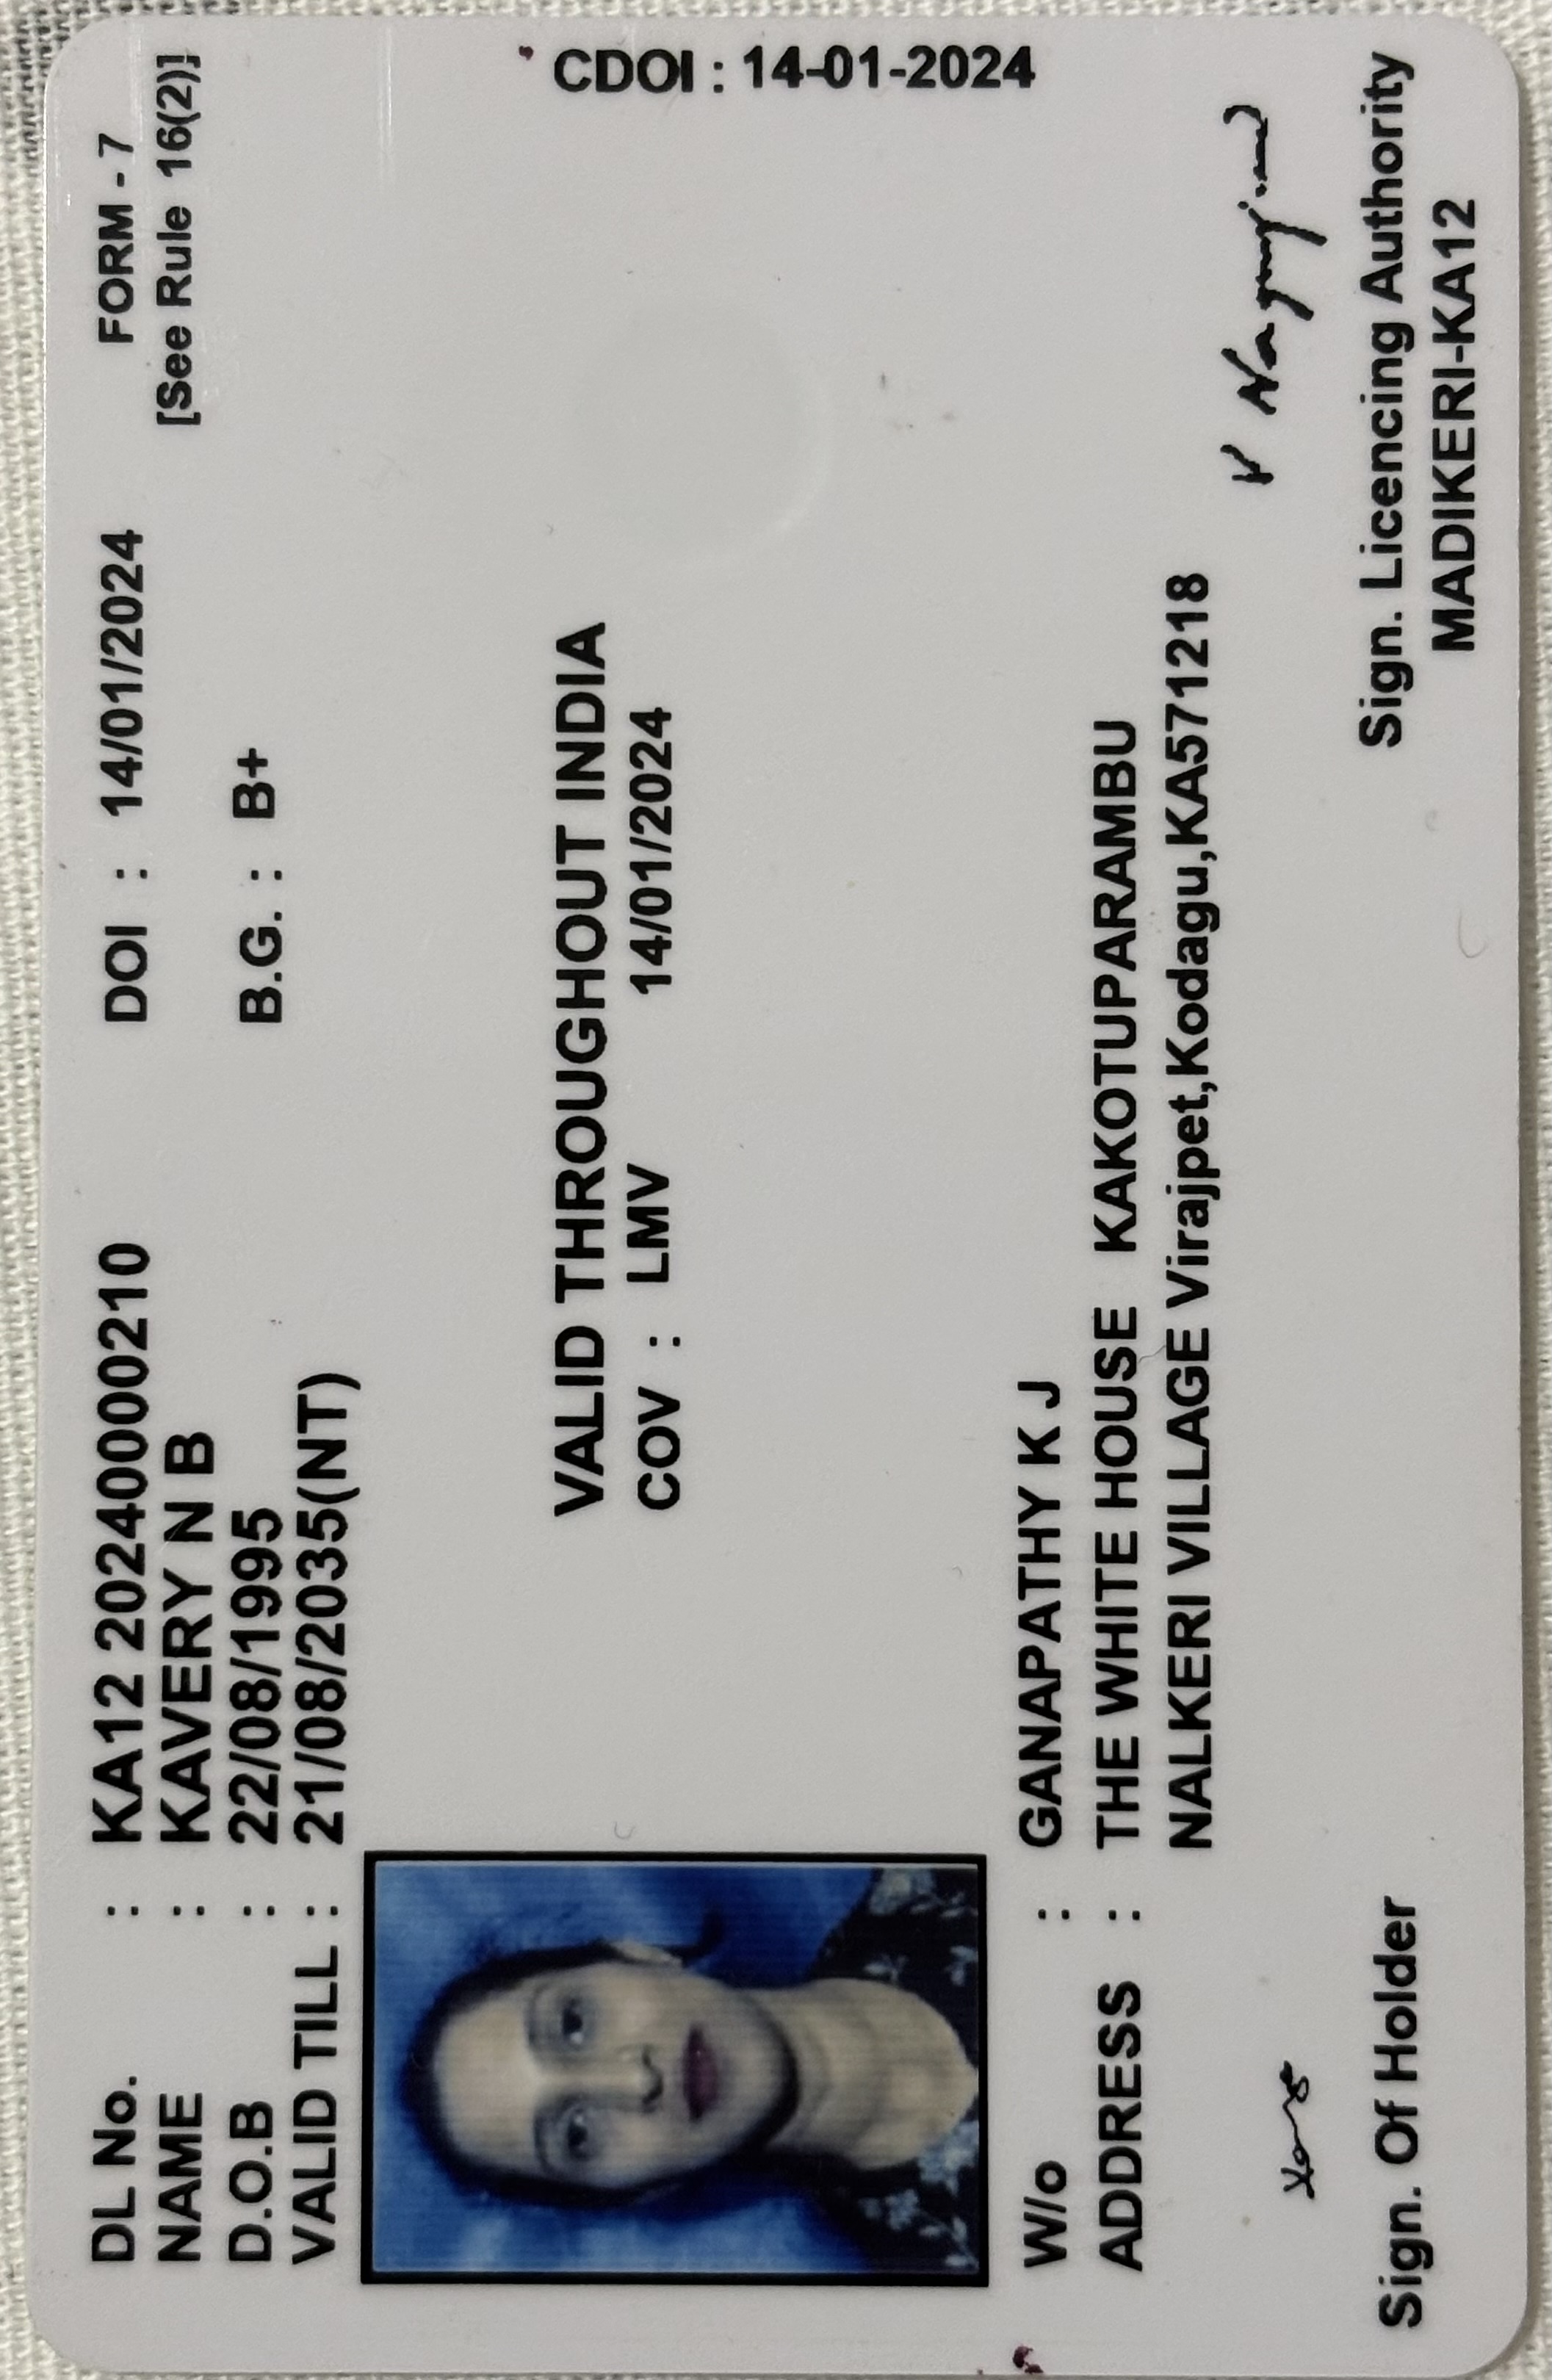 DL No. : KA12 20240000210 DOI : 14/01/2024 FORM - 7
NAME : KAVERY N B [See Rule 16(2)]
D.O.B : 22/08/1995 B.G. : B+
VALID TILL : 21/08/2035(NT)
CDOI : 14-01-2024
VALID THROUGHOUT INDIA
COV : LMV 14/01/2024
W/o : GANAPATHY K J
ADDRESS : THE WHITE HOUSE KAKOTUPARAMBU
NALKERI VILLAGE Virajpet,Kodagu,KA571218
Sign. Of Holder
Sign. Licencing Authority
MADIKERI-KA12